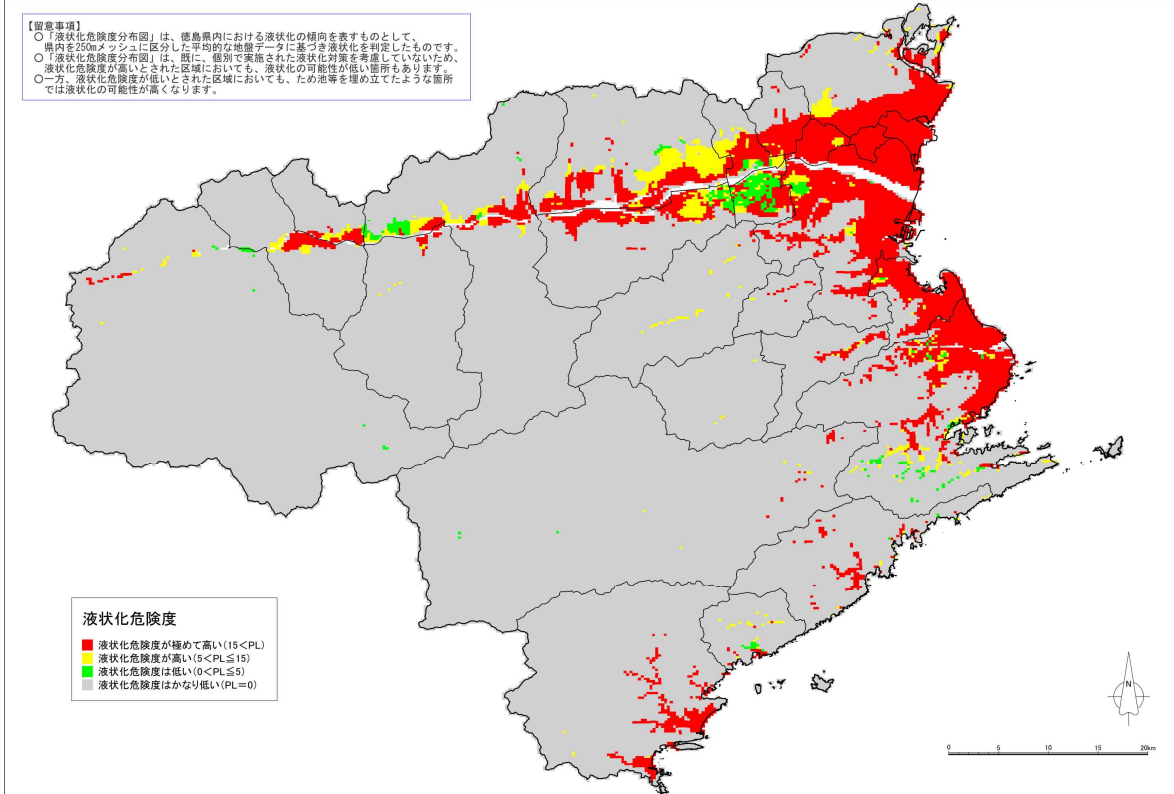 【留意事項】
○「液状化危険度分布図」は、徳島県内における液状化の傾向を表すものとして、
県内を250mメッシュに区分した平均的な地盤データに基づき液状化を判定したものです。
○「液状化危険度分布図」は、既に、個別で実施された液状化対策を考慮していないため、
液状化危険度が高いとされた区域においても、液状化の可能性が低い箇所もあります。
○一方、液状化危険度が低いとされた区域においても、ため池等を埋め立てたような箇所
では液状化の可能性が高くなります。
液状化危険度
液状化危険度が極めて高い(15<PL)
液状化危険度が高い(5<PL≦15)
液状化危険度は低い(0<PL≦5)
液状化危険度はかなり低い(PL=0)
N
0 5 10 15 20km